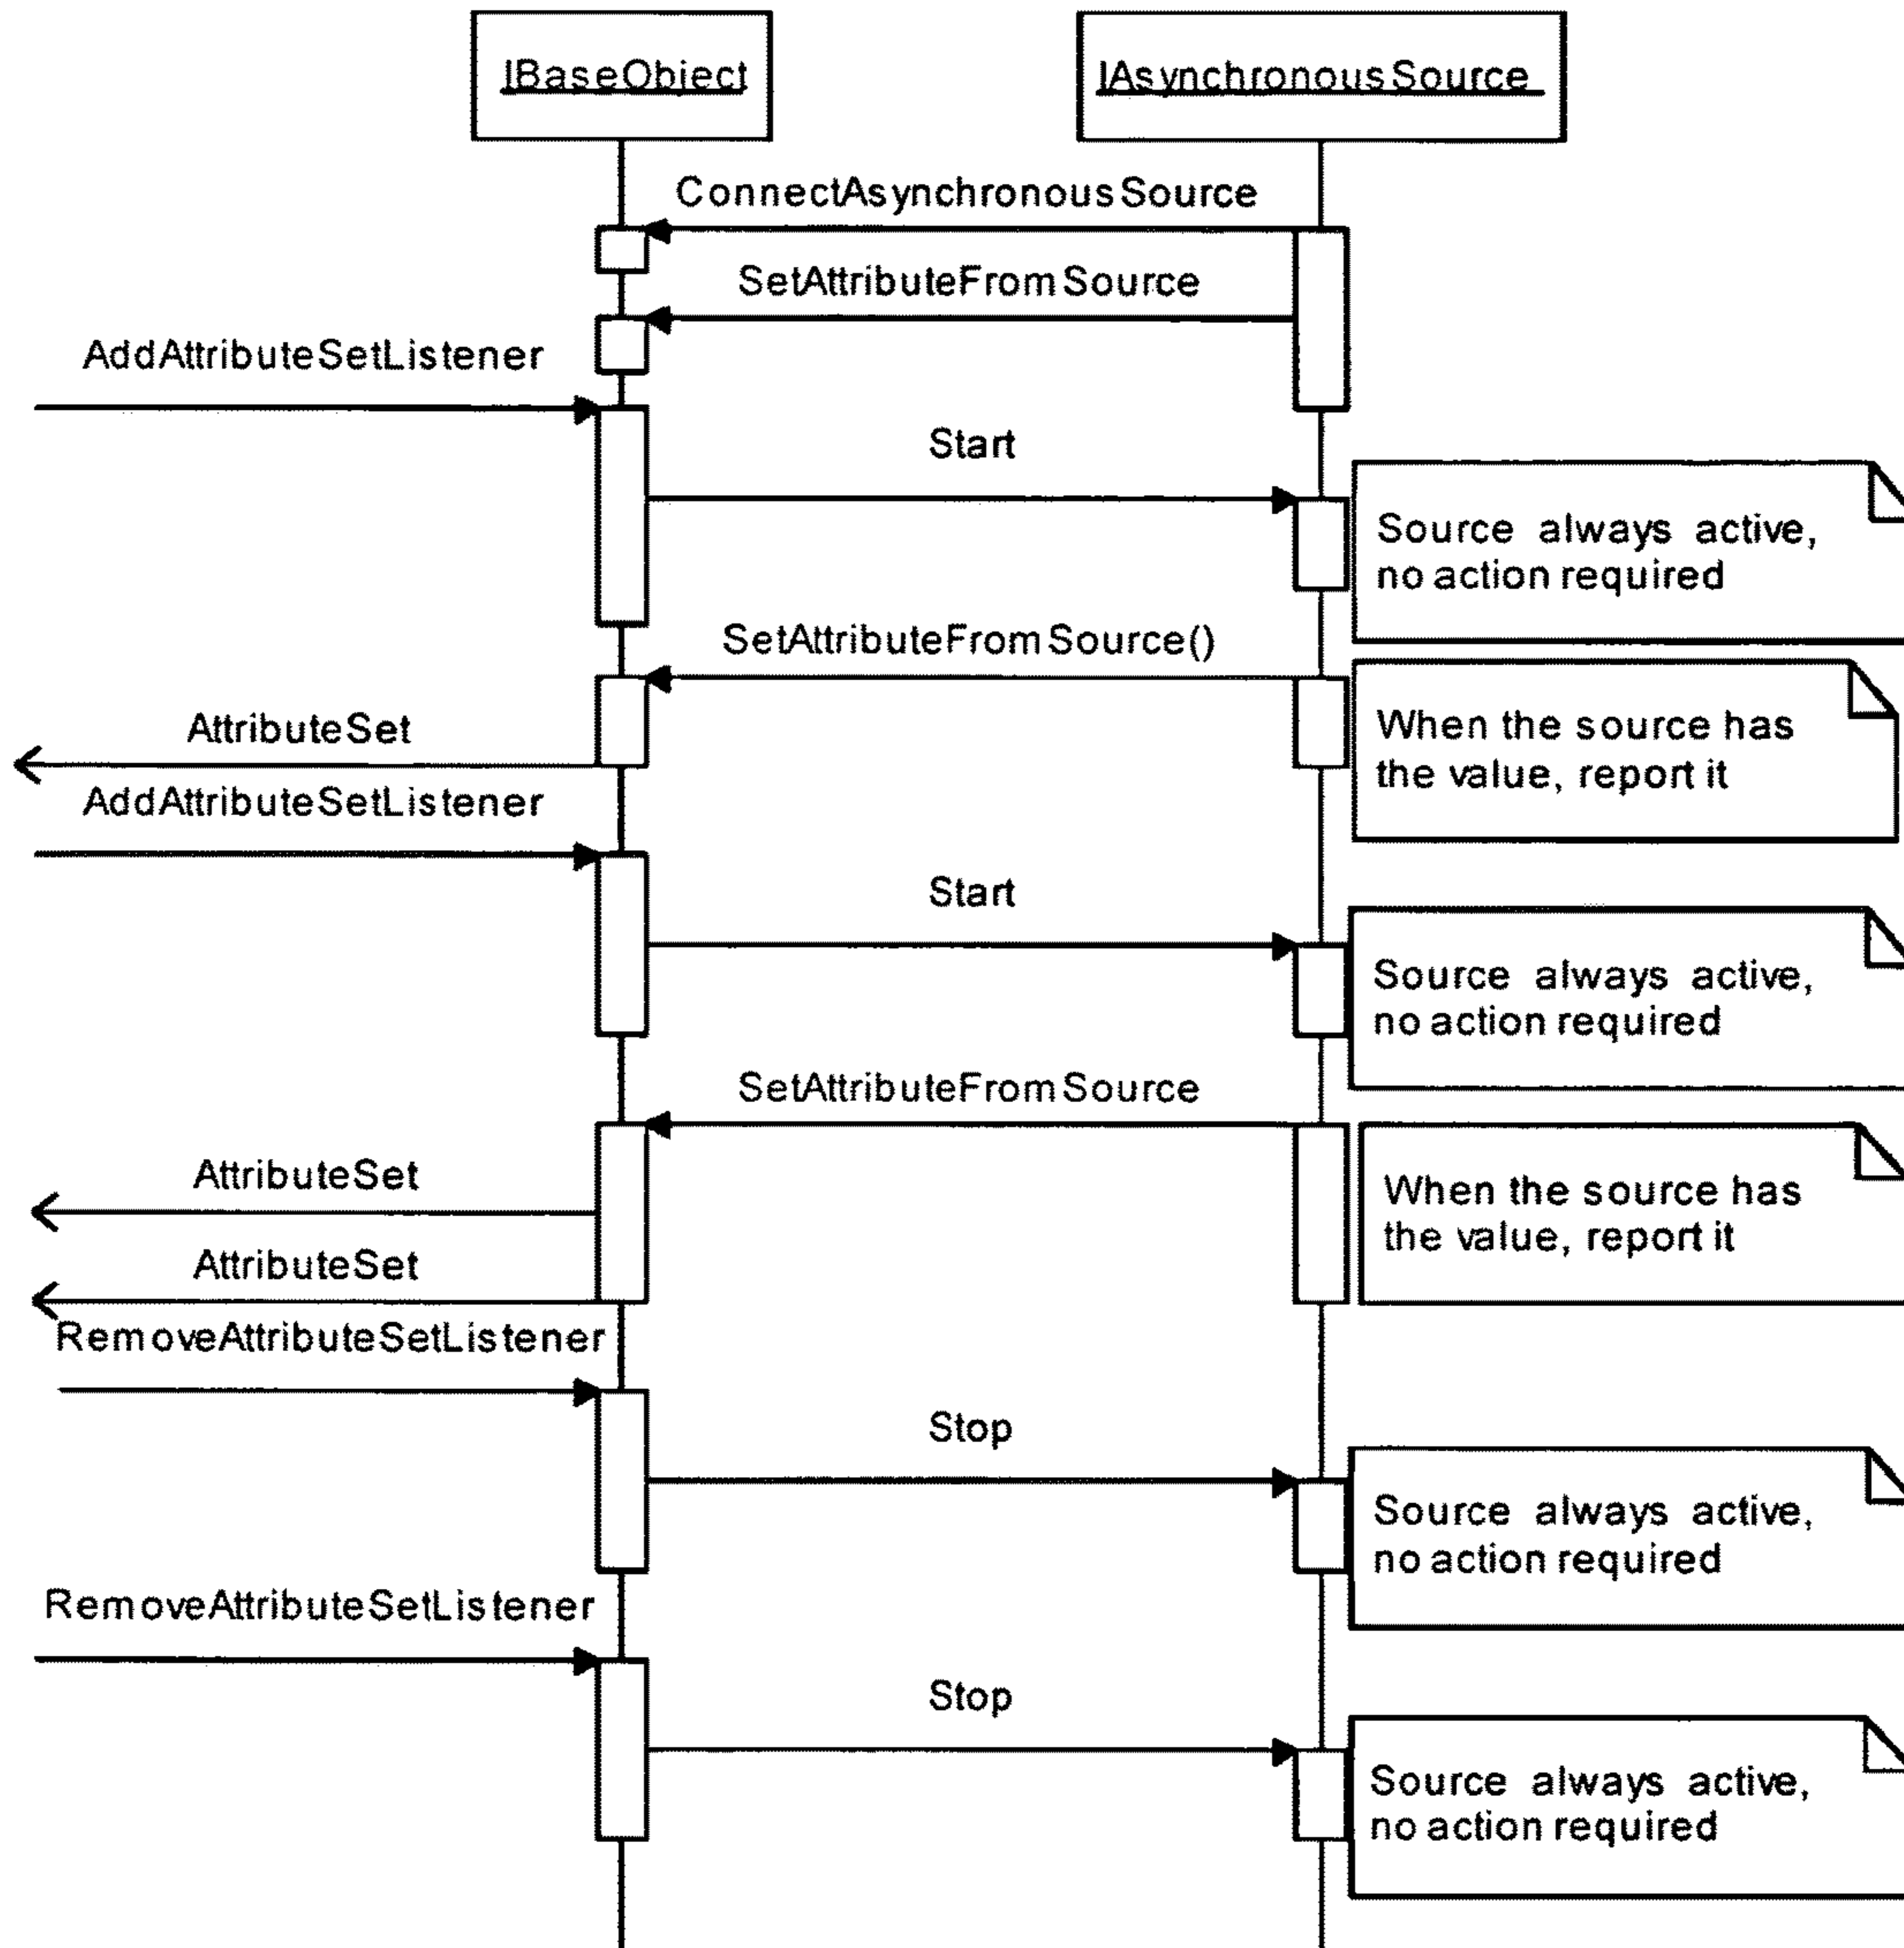 IBaseObject
IAsynchronousSource
ConnectAsynchronousSource
SetAttributeFromSource
AddAttributeSetListener
Start
Source always active,
no action required
SetAttributeFromSource()
When the source has
the value, report it
AttributeSet
AddAttributeSetListener
Start
Source always active,
no action required
SetAttributeFromSource
When the source has
the value, report it
AttributeSet
AttributeSet
RemoveAttributeSetListener
Stop
Source always active,
no action required
RemoveAttributeSetListener
Stop
Source always active,
no action required